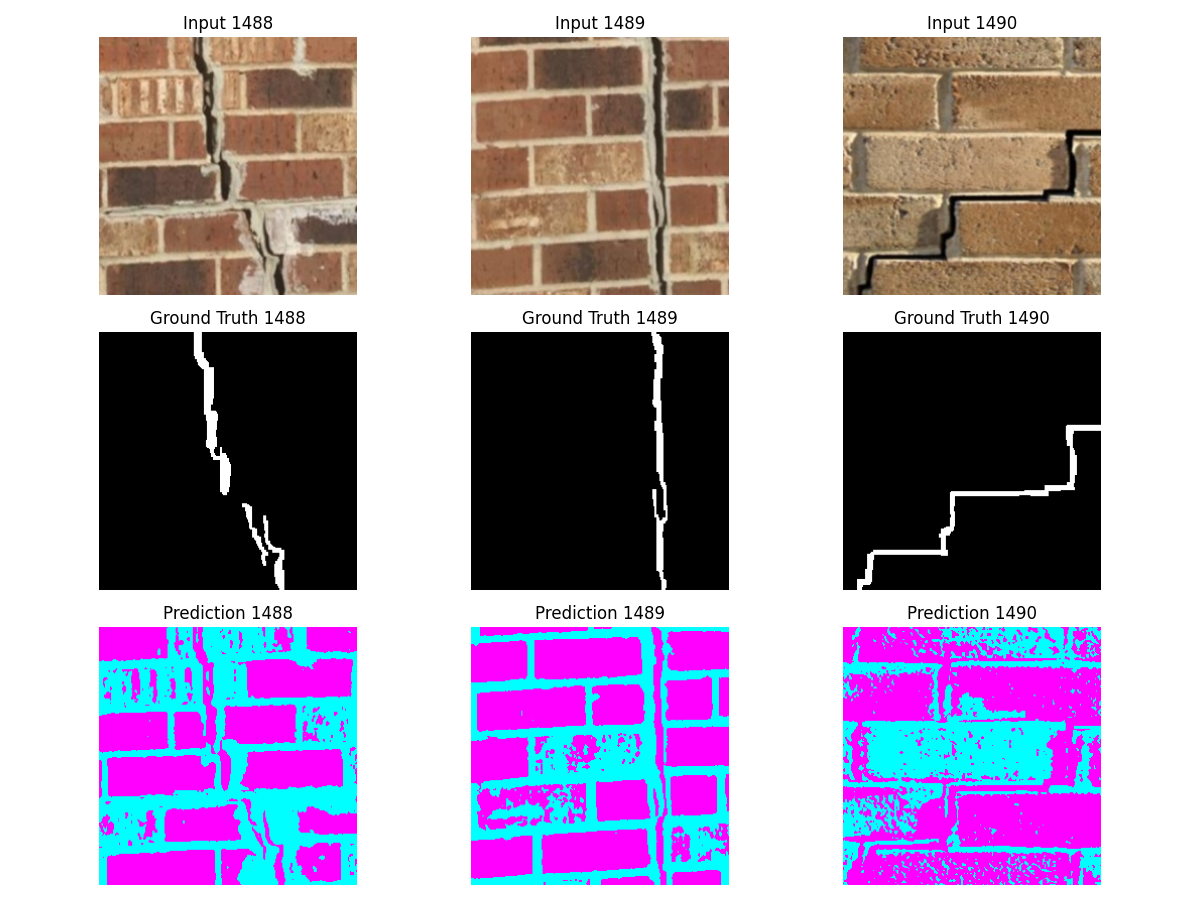 Input 1488
Input 1489
Input 1490
Ground Truth 1488
Ground Truth 1489
Ground Truth 1490
Prediction 1488
Prediction 1489
Prediction 1490